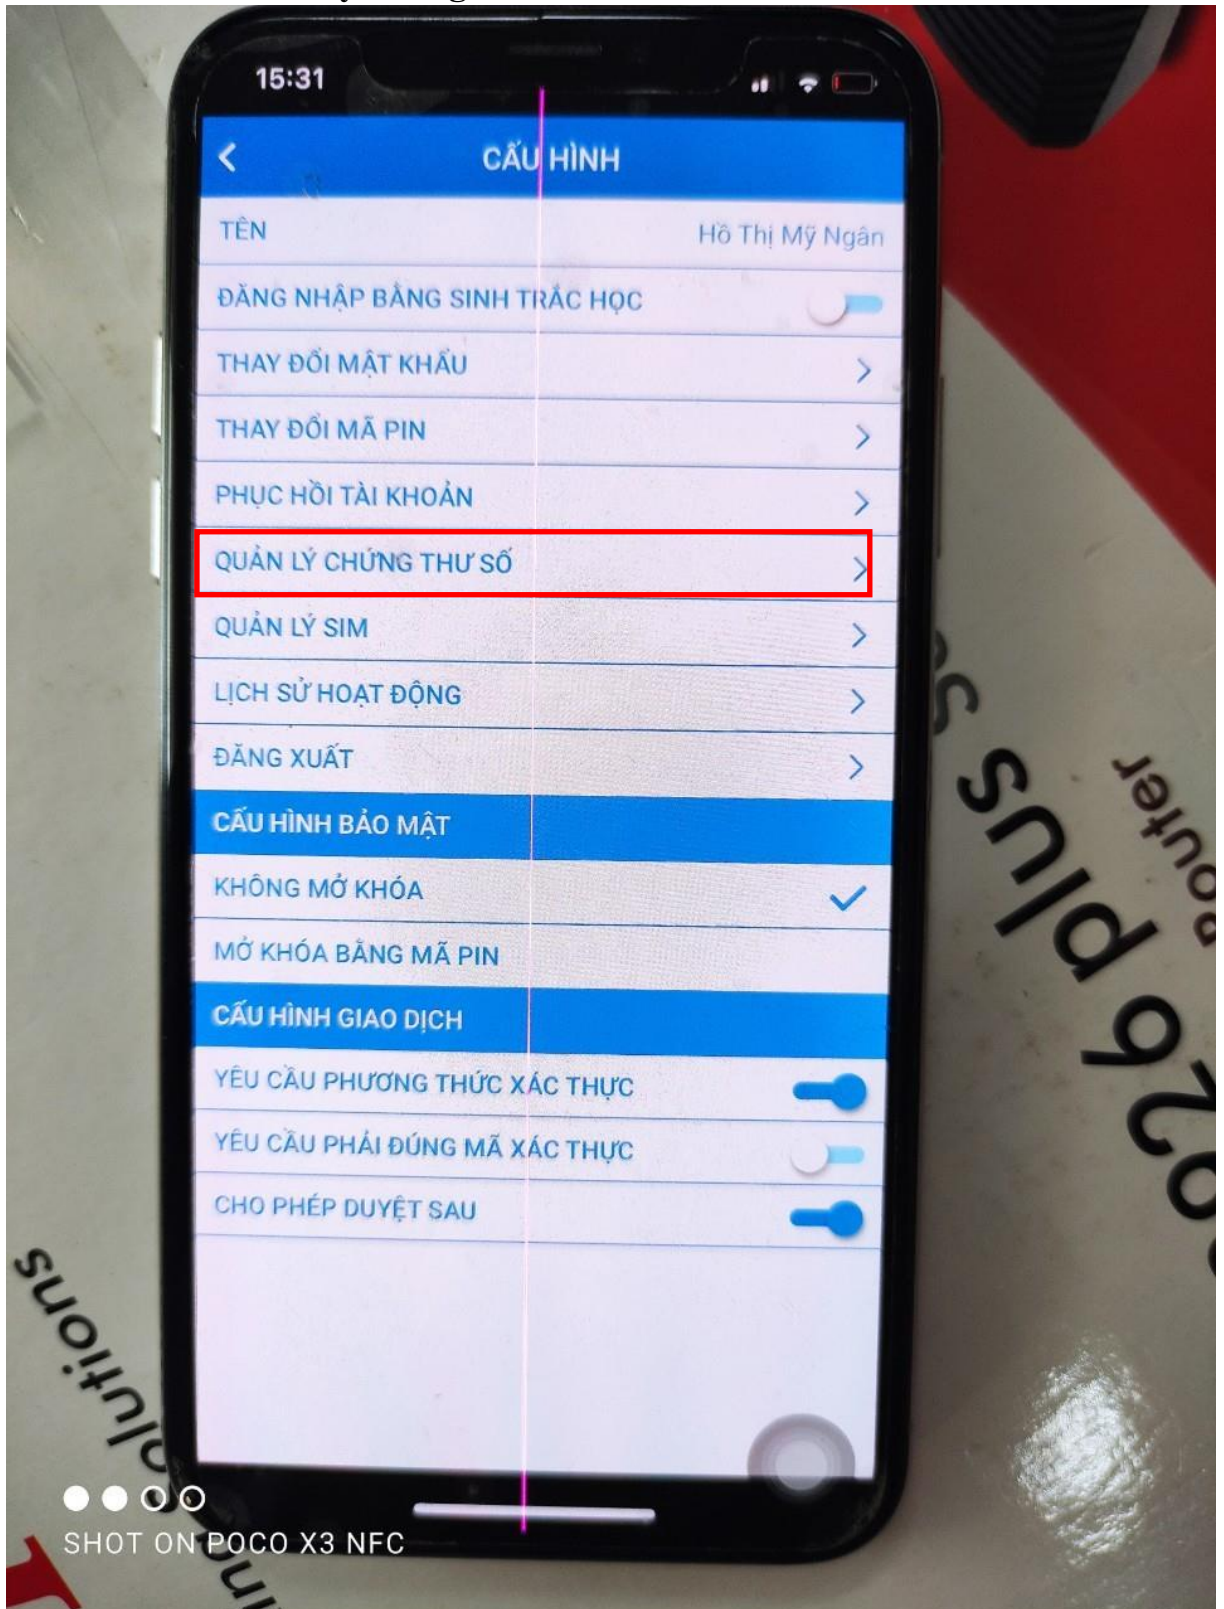 15:31
CẤU HÌNH
TÊN
Hồ Thị Mỹ Ngân
ĐĂNG NHẬP BẰNG SINH TRẮC HỌC
THAY ĐỔI MẬT KHẨU
THAY ĐỔI MÃ PIN
PHỤC HỒI TÀI KHOẢN
QUẢN LÝ CHỨNG THƯ SỐ
QUẢN LÝ SIM
LỊCH SỬ HOẠT ĐỘNG
ĐĂNG XUẤT
CẤU HÌNH BẢO MẬT
KHÔNG MỞ KHÓA
MỞ KHÓA BẰNG MÃ PIN
CẤU HÌNH GIAO DỊCH
YÊU CẦU PHƯƠNG THỨC XÁC THỰC
YÊU CẦU PHẢI ĐÚNG MÃ XÁC THỰC
CHO PHÉP DUYỆT SAU
plus
Router
SHOT ON POCO X3 NFC